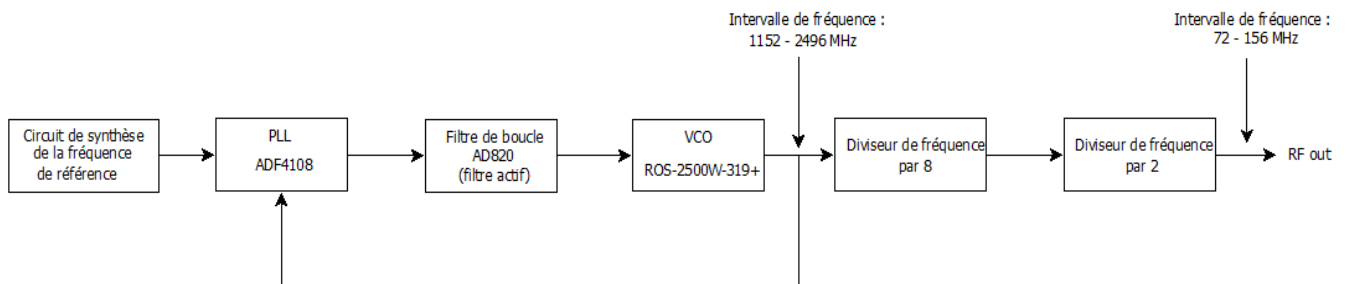 Intervalle de fréquence :
1152 - 2496 MHz
Intervalle de fréquence :
72 - 156 MHz
Circuit de synthèse
de la fréquence
de référence
PLL
ADF4108
Filtre de boucle
AD820
(filtre actif)
VCO
ROS-2500W-319+
Diviseur de fréquence
par 8
Diviseur de fréquence
par 2
RF out